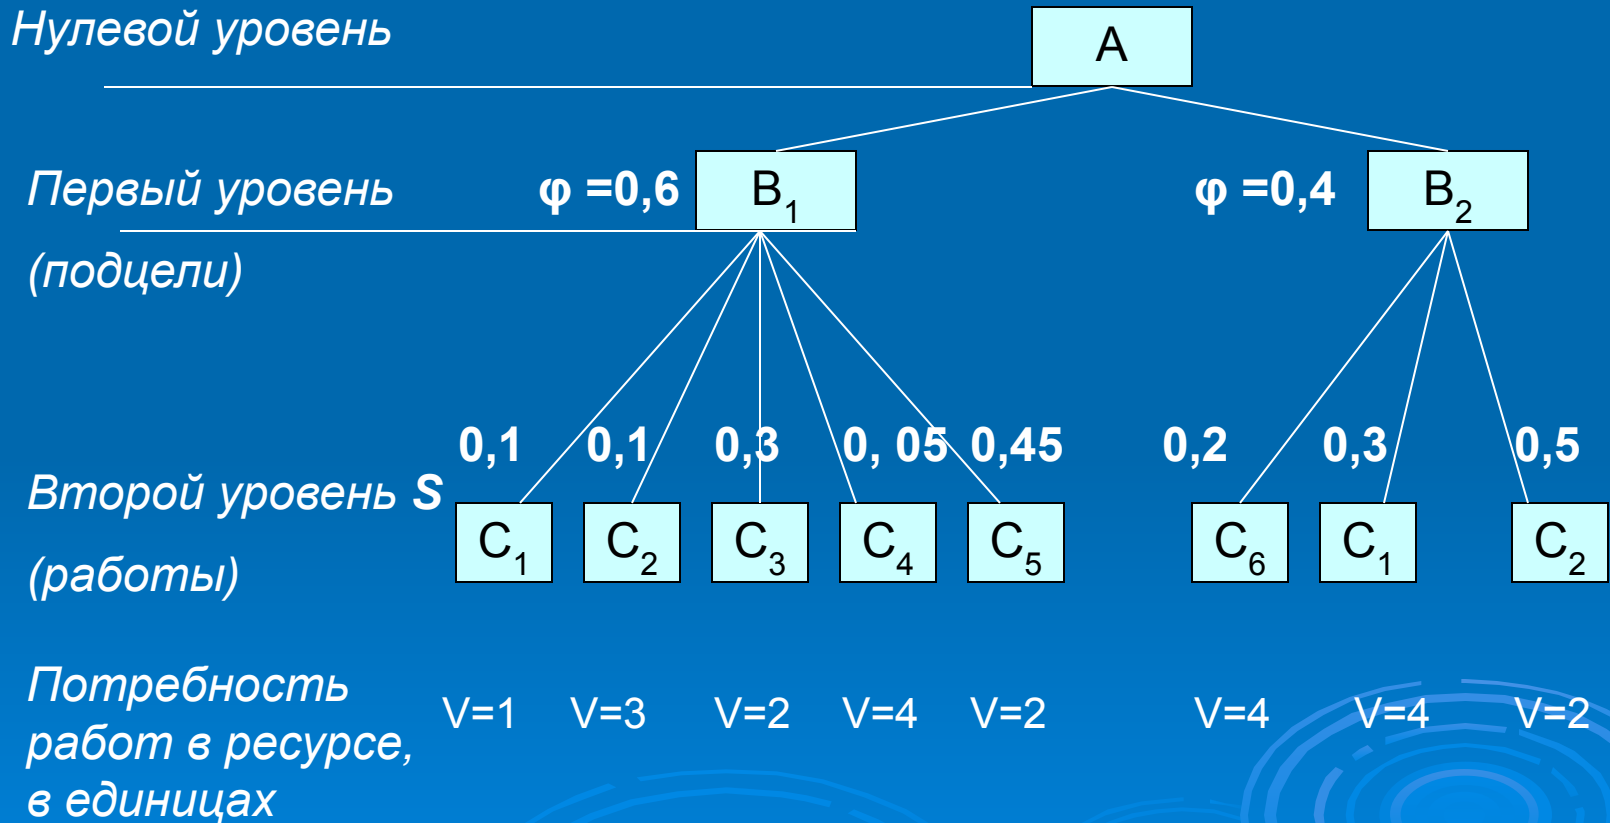 Нулевой уровень
A
Первый уровень φ =0,6 B₁ φ =0,4 B₂
(подцели)
0,1 0,1 0,3 0, 05 0,45 0,2 0,3 0,5
Второй уровень S
C₁ C₂ C₃ C₄ C₅ C₆ C₁ C₂
(работы)
Потребность
работ в ресурсе,
в единицах
V=1 V=3 V=2 V=4 V=2 V=4 V=4 V=2